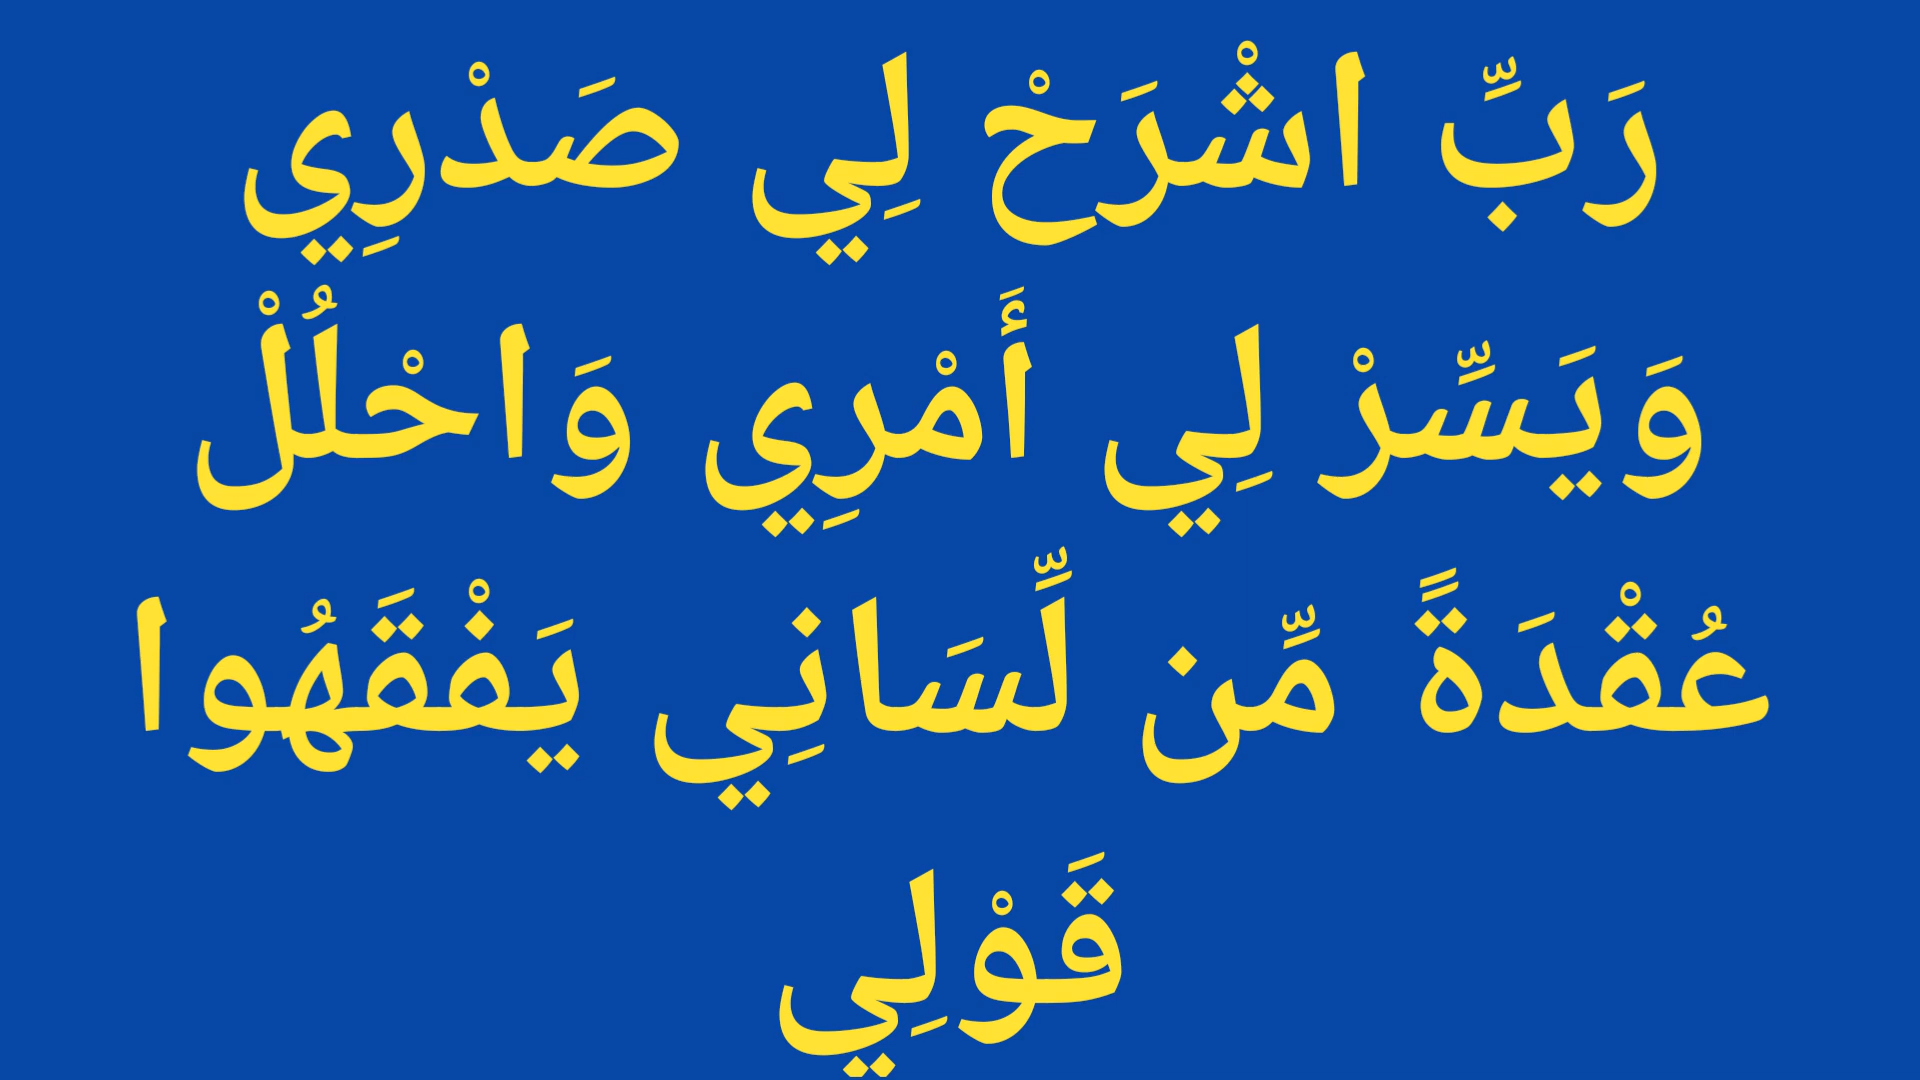 رَبِّ اشْرَحْ لِي صَدْرِي
وَيَسِّرْ لِي أَمْرِي وَاحْلُلْ
عُقْدَةً مِّن لِّسَانِي يَفْقَهُوا
قَوْلِي